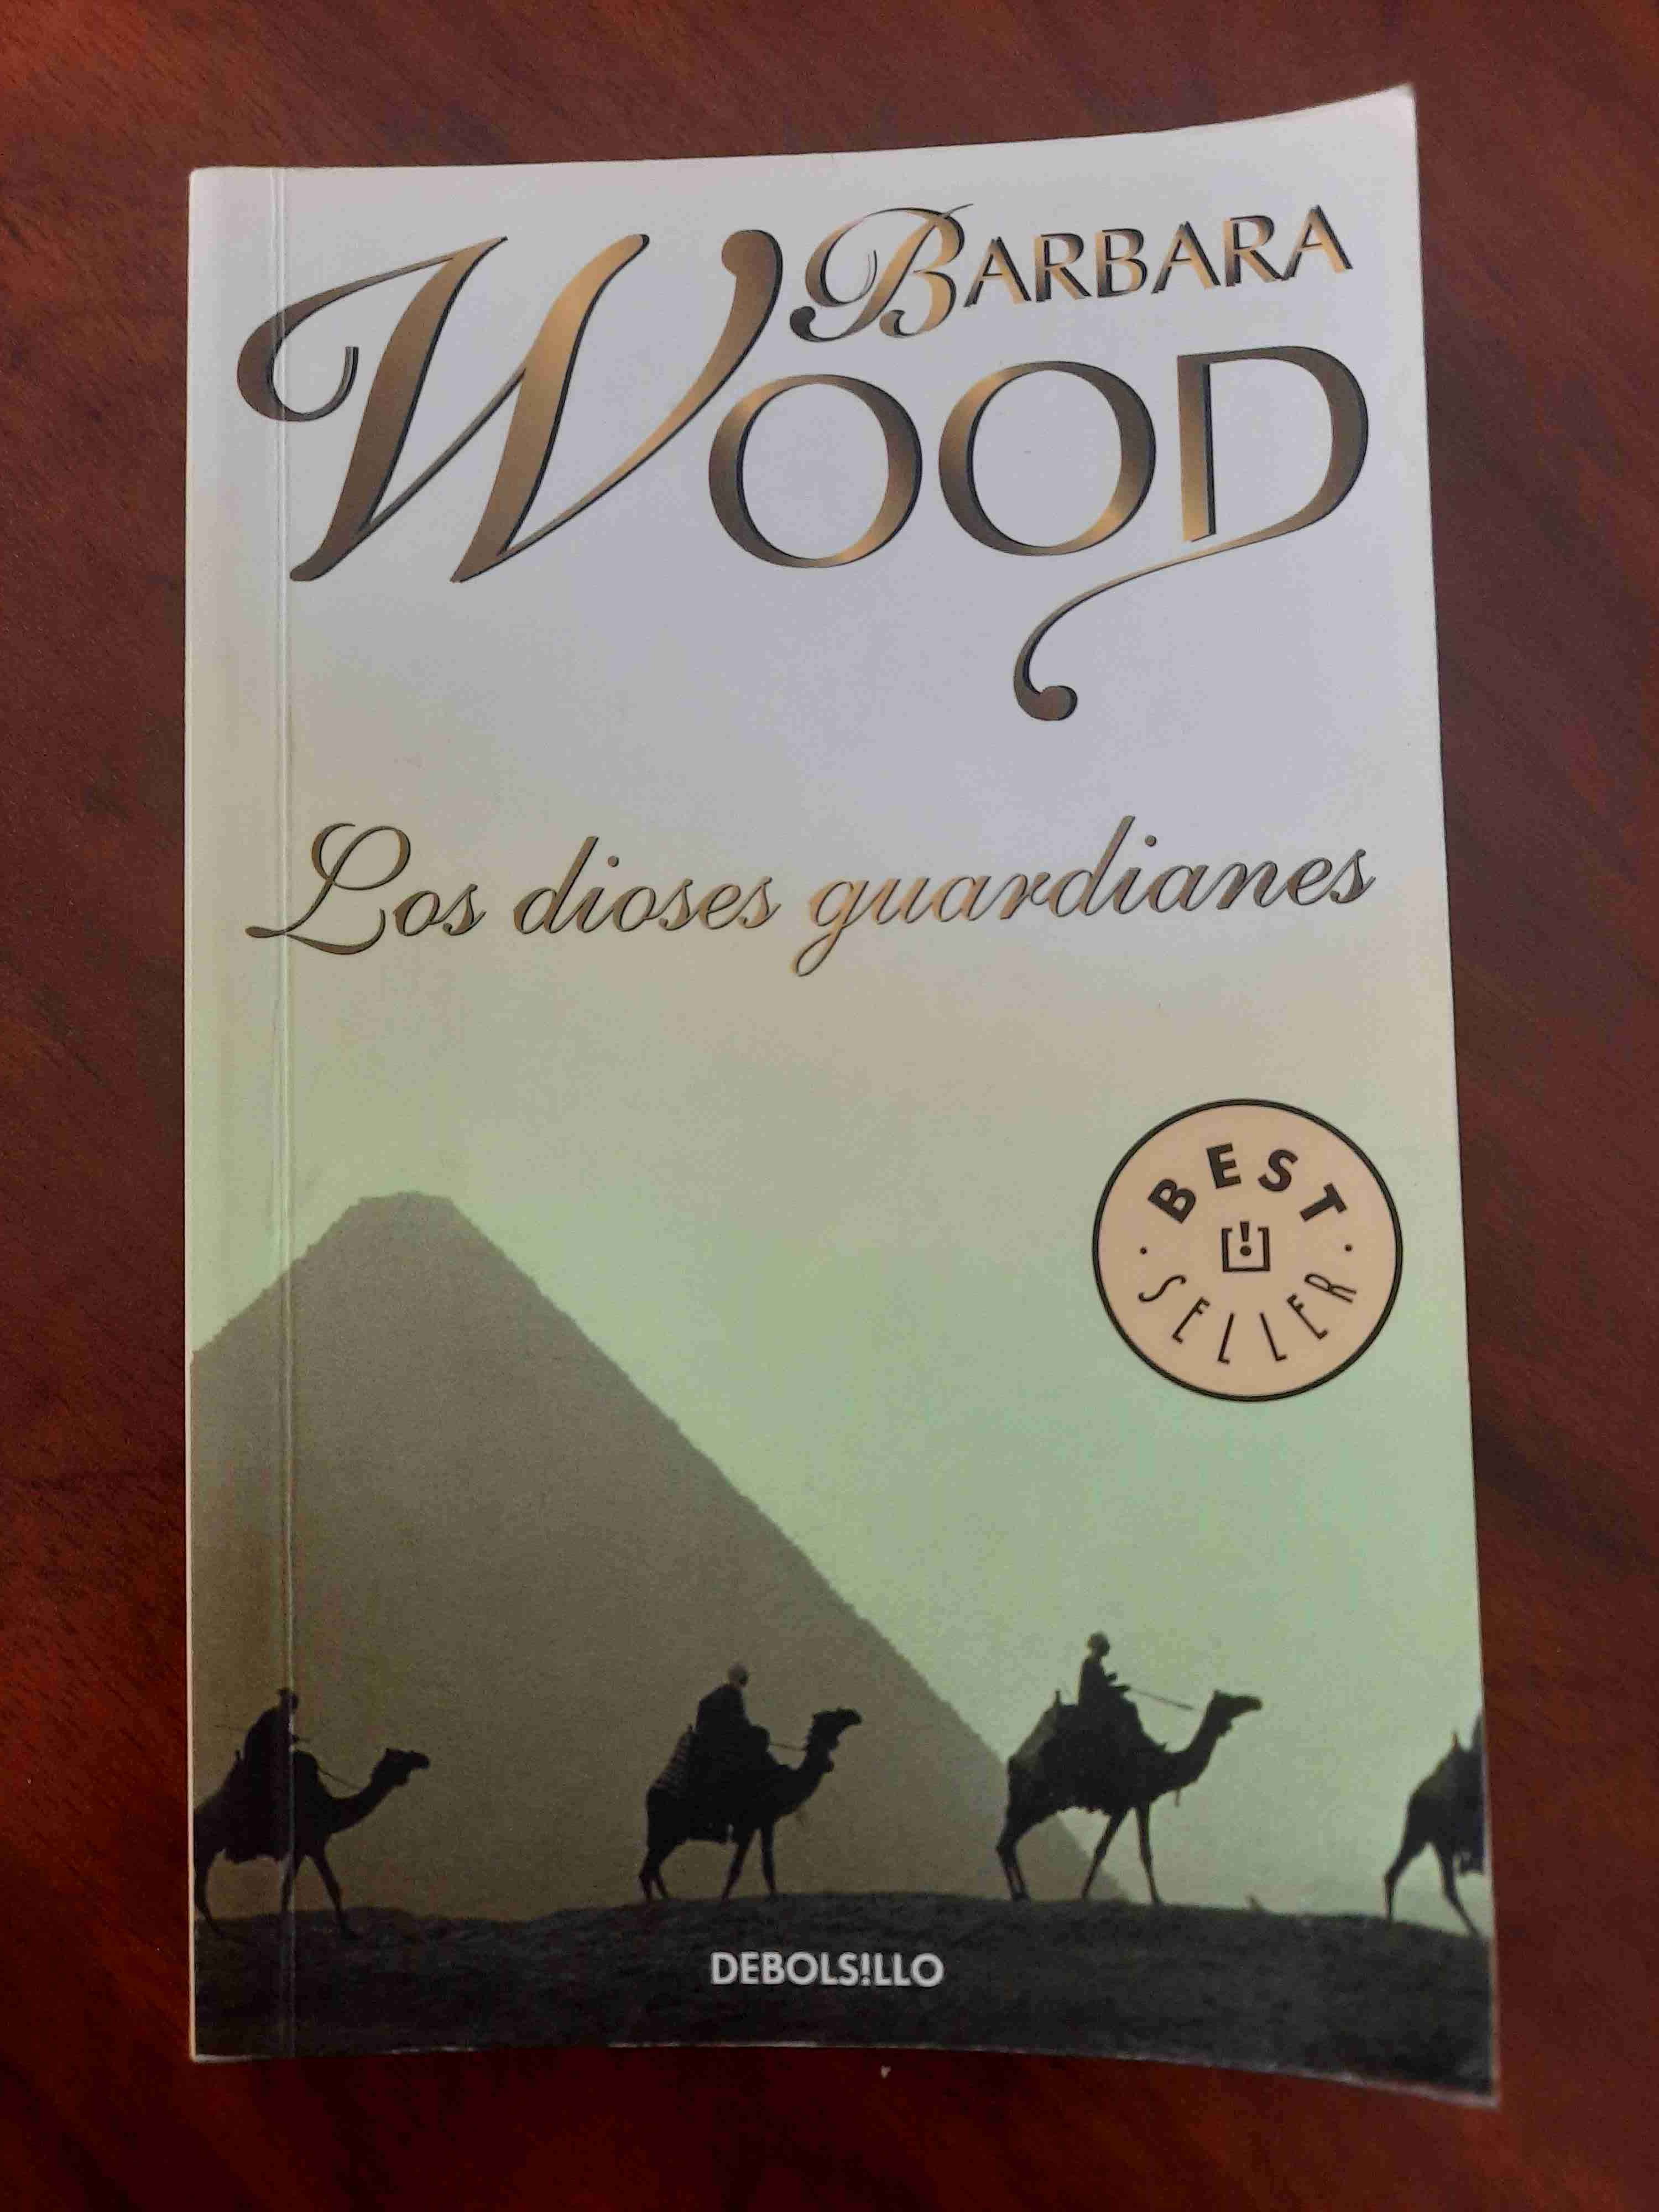 BARBARA
WOOD
Los dioses guardianes
BEST
[!]
SELLER
DEBOLS!LLO